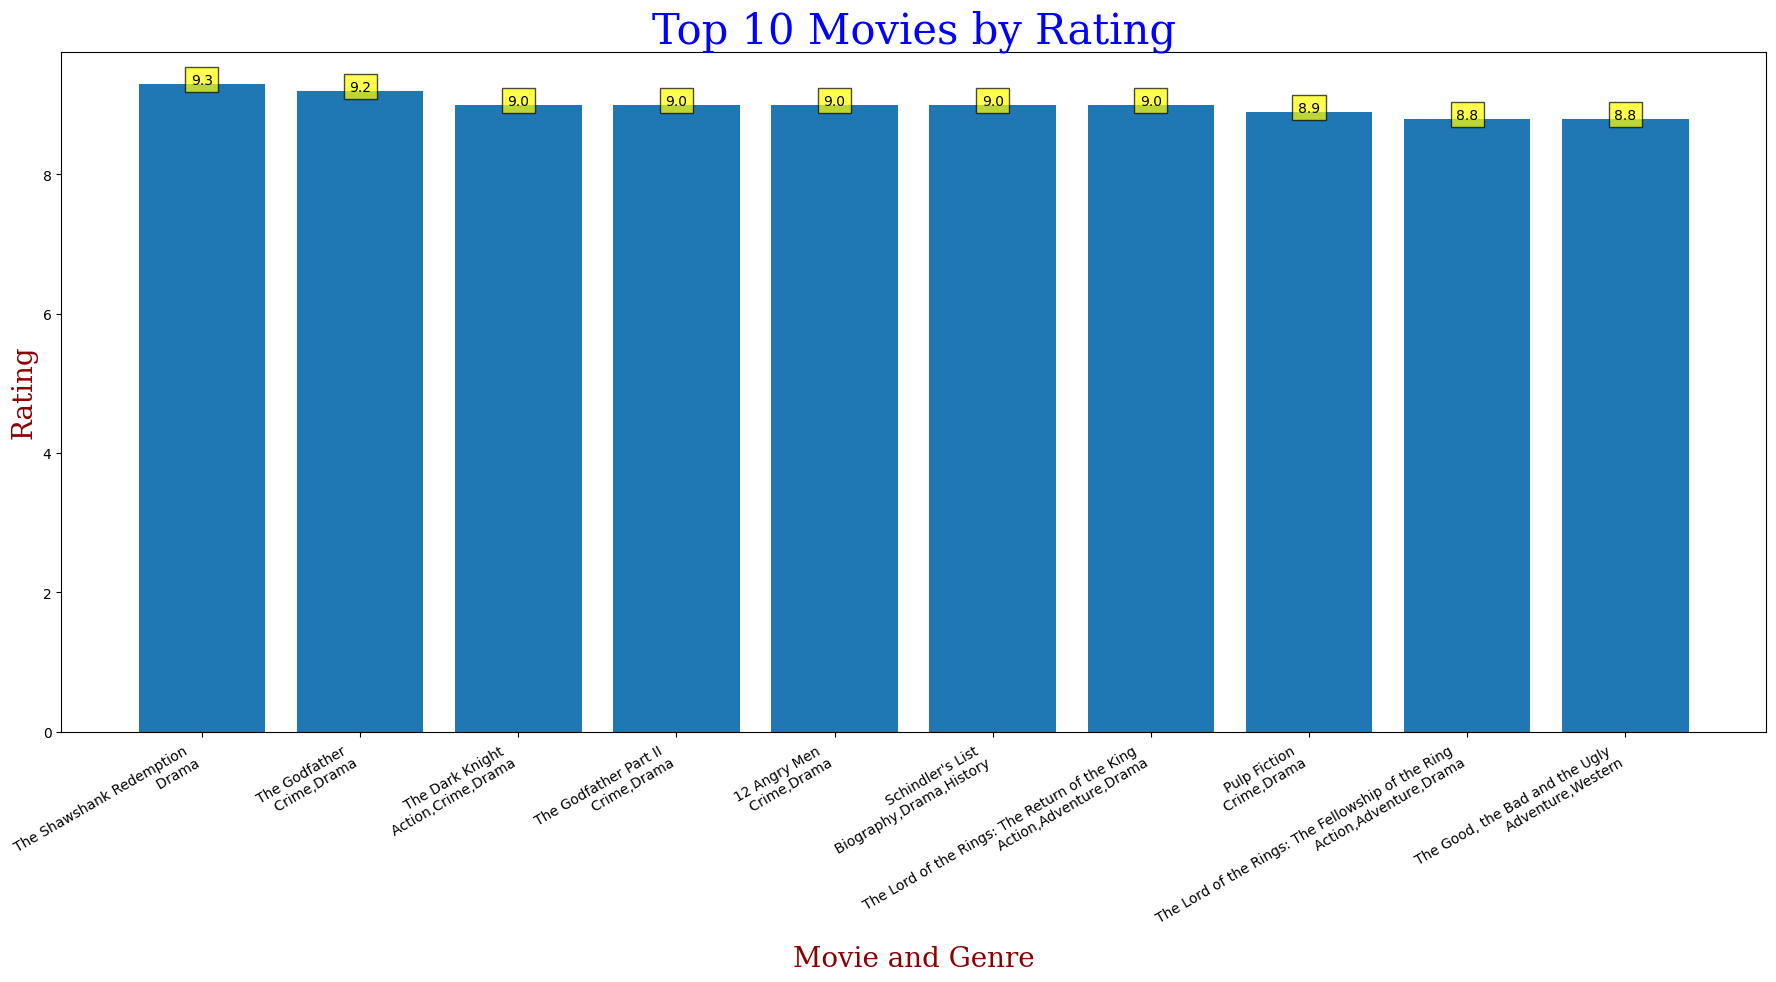 Top 10 Movies by Rating
Rating
8
6
4
2
0
9.3
9.2
9.0
9.0
9.0
9.0
9.0
8.9
8.8
8.8
The Shawshank Redemption
Drama
The Godfather
Crime,Drama
The Dark Knight
Action,Crime,Drama
The Godfather Part II
Crime,Drama
12 Angry Men
Crime,Drama
Schindler's List
Biography,Drama,History
The Lord of the Rings: The Return of the King
Action,Adventure,Drama
Pulp Fiction
Crime,Drama
The Lord of the Rings: The Fellowship of the Ring
Action,Adventure,Drama
The Good, the Bad and the Ugly
Adventure,Western
Movie and Genre